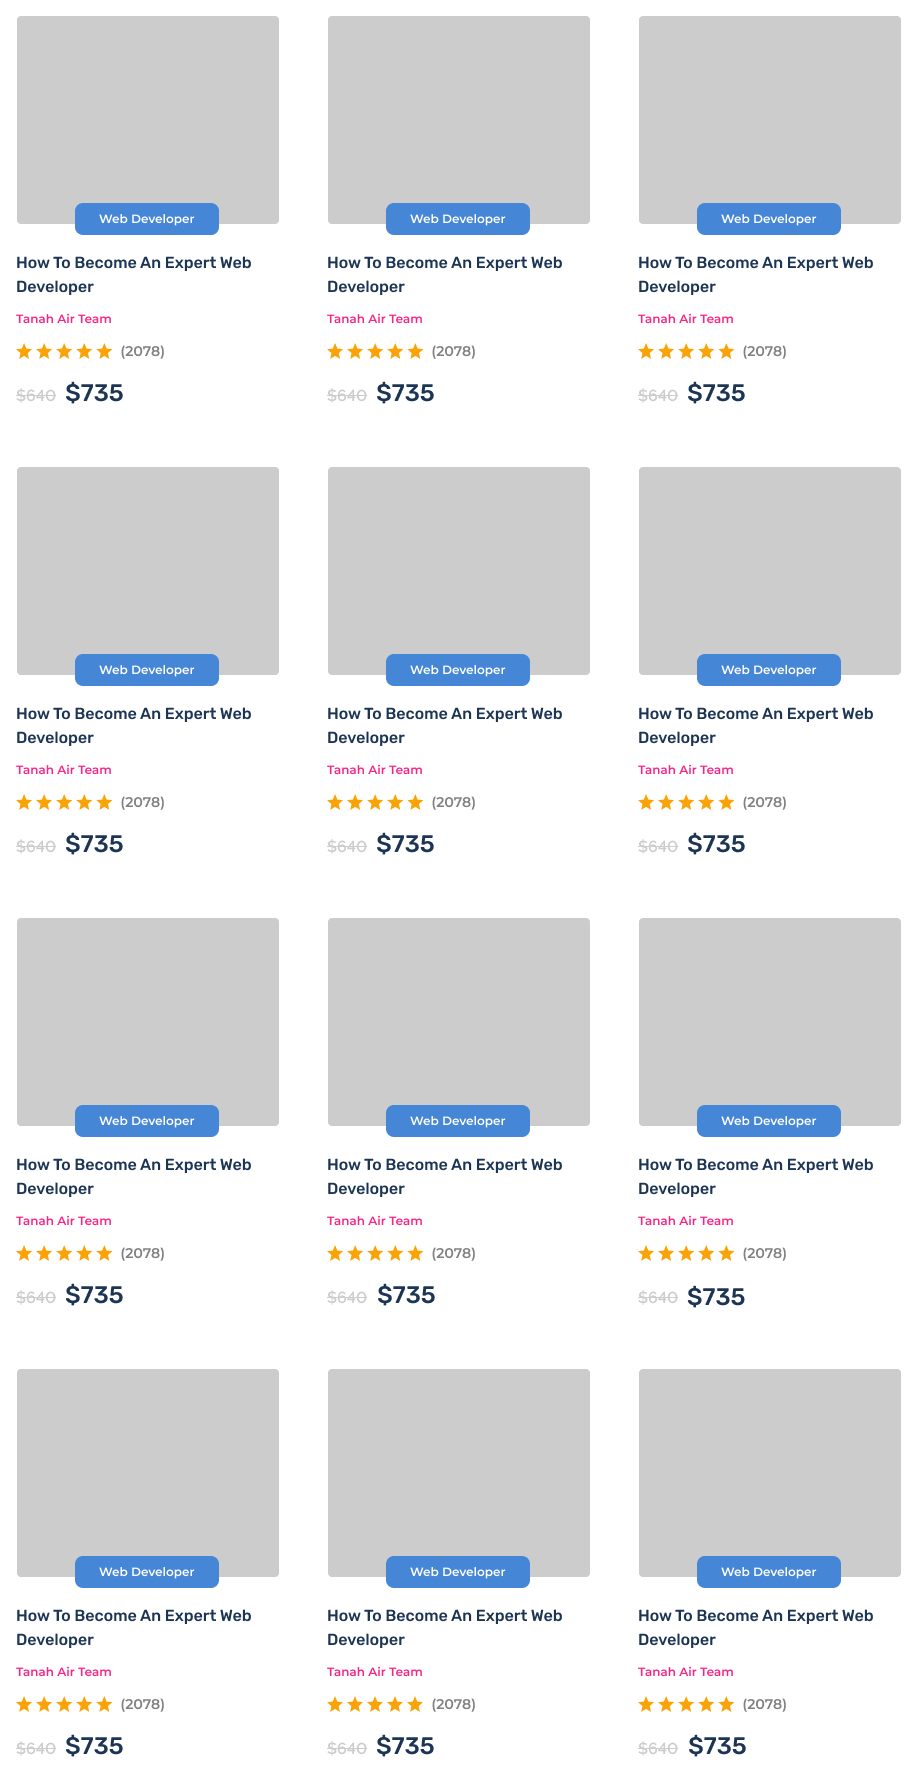 Web Developer
How To Become An Expert Web
Developer
Tanah Air Team
(2078)
$640 $735
Web Developer
How To Become An Expert Web
Developer
Tanah Air Team
(2078)
$640 $735
Web Developer
How To Become An Expert Web
Developer
Tanah Air Team
(2078)
$640 $735
Web Developer
How To Become An Expert Web
Developer
Tanah Air Team
(2078)
$640 $735
Web Developer
How To Become An Expert Web
Developer
Tanah Air Team
(2078)
$640 $735
Web Developer
How To Become An Expert Web
Developer
Tanah Air Team
(2078)
$640 $735
Web Developer
How To Become An Expert Web
Developer
Tanah Air Team
(2078)
$640 $735
Web Developer
How To Become An Expert Web
Developer
Tanah Air Team
(2078)
$640 $735
Web Developer
How To Become An Expert Web
Developer
Tanah Air Team
(2078)
$640 $735
Web Developer
How To Become An Expert Web
Developer
Tanah Air Team
(2078)
$640 $735
Web Developer
How To Become An Expert Web
Developer
Tanah Air Team
(2078)
$640 $735
Web Developer
How To Become An Expert Web
Developer
Tanah Air Team
(2078)
$640 $735